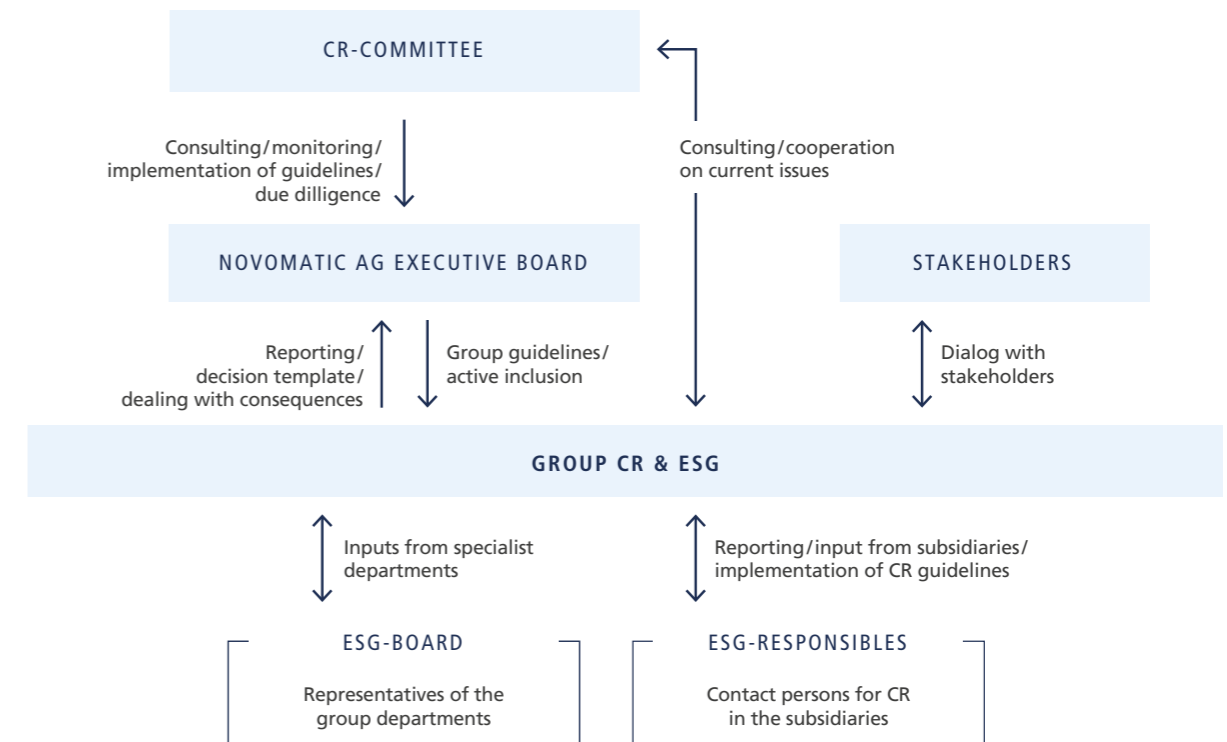 CR-COMMITTEE
Consulting/monitoring/
implementation of guidelines/
due dilligence
Consulting/cooperation
on current issues
NOVOMATIC AG EXECUTIVE BOARD
STAKEHOLDERS
Reporting/
decision template/
dealing with consequences
Group guidelines/
active inclusion
Dialog with
stakeholders
GROUP CR & ESG
Inputs from specialist
departments
Reporting/input from subsidiaries/
implementation of CR guidelines
ESG-BOARD
Representatives of the
group departments
ESG-RESPONSIBLES
Contact persons for CR
in the subsidiaries